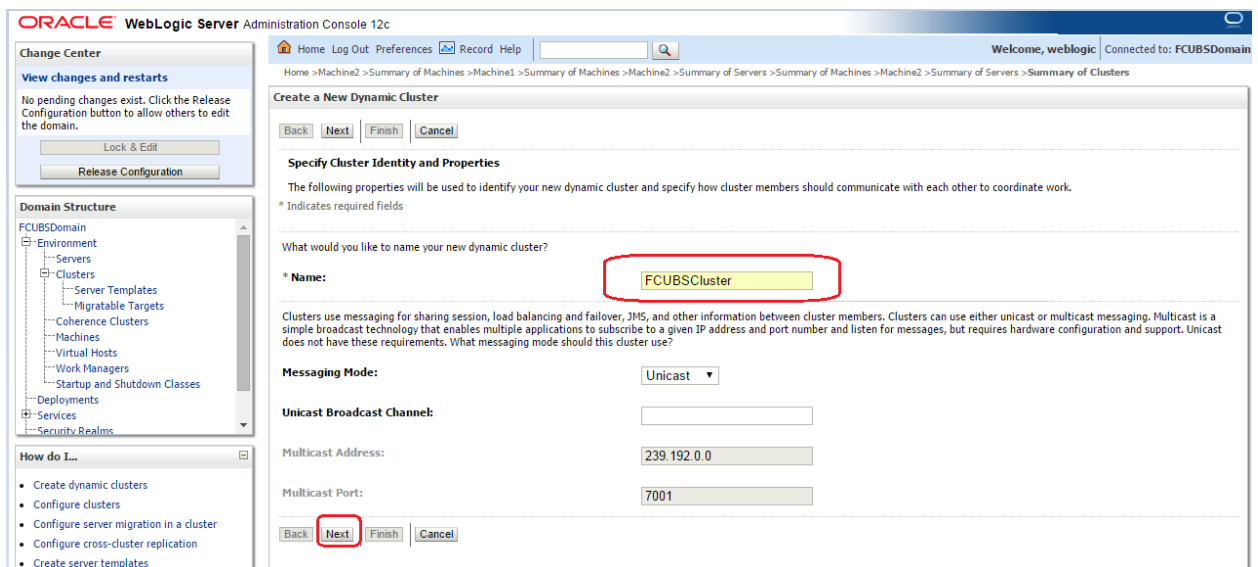 ORACLE WebLogic Server Administration Console 12c
Change Center
View changes and restarts
No pending changes exist. Click the Release
Configuration button to allow others to edit
the domain.
Lock & Edit
Release Configuration
Domain Structure
FCUBSDomain
Environment
Servers
Clusters
Server Templates
Migratable Targets
Coherence Clusters
Machines
Virtual Hosts
Work Managers
Startup and Shutdown Classes
Deployments
Services
Security Realms
How do I...
Create dynamic clusters
Configure clusters
Configure server migration in a cluster
Configure cross-cluster replication
Create server templates
Home Log Out Preferences Record Help
Welcome, weblogic Connected to: FCUBSDomain
Home >Machine2 >Summary of Machines >Machine1 >Summary of Machines >Machine2 >Summary of Servers >Summary of Machines >Machine2 >Summary of Servers >Summary of Clusters
Create a New Dynamic Cluster
Back Next Finish Cancel
Specify Cluster Identity and Properties
The following properties will be used to identify your new dynamic cluster and specify how cluster members should communicate with each other to coordinate work.
* Indicates required fields
What would you like to name your new dynamic cluster?
* Name: FCUBSCluster
Clusters use messaging for sharing session, load balancing and failover, JMS, and other information between cluster members. Clusters can use either unicast or multicast messaging. Multicast is a
simple broadcast technology that enables multiple applications to subscribe to a given IP address and port number and listen for messages, but requires hardware configuration and support. Unicast
does not have these requirements. What messaging mode should this cluster use?
Messaging Mode: Unicast
Unicast Broadcast Channel:
Multicast Address: 239.192.0.0
Multicast Port: 7001
Back Next Finish Cancel